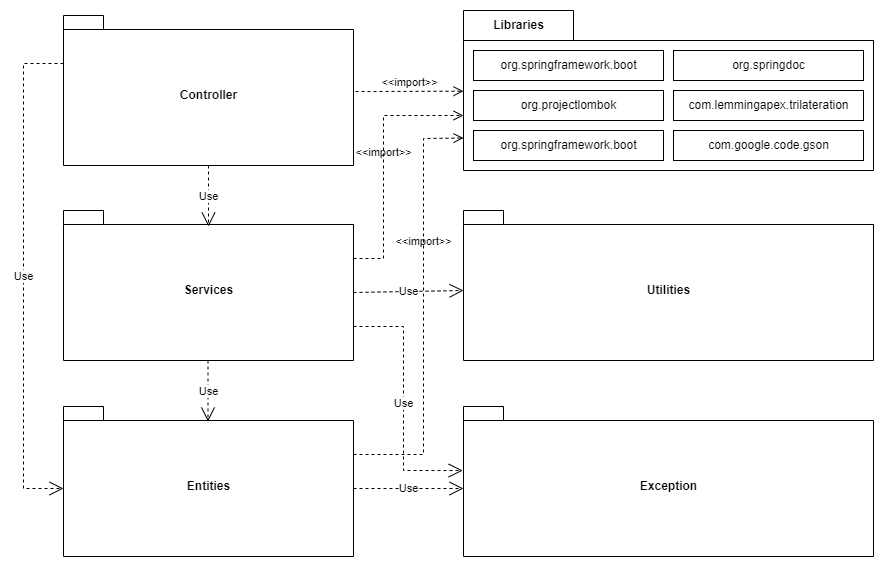 Libraries
org.springframework.boot
org.springdoc
Controller
<<import>>
org.projectlombok
com.lemmingapex.trilateration
<<import>>
org.springframework.boot
com.google.code.gson
Use
<<import>>
Use
Services
Use
Utilities
Use
Use
Entities
Use
Exception